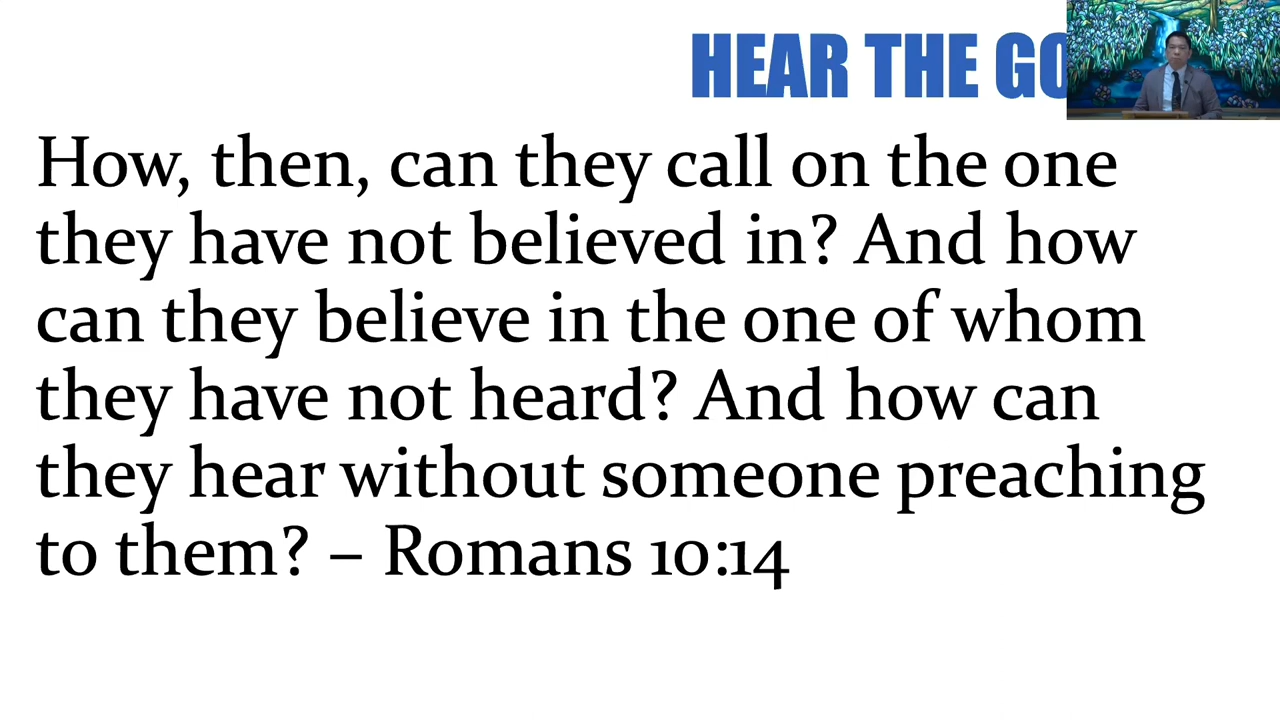 HEAR THE GO
How, then, can they call on the one
they have not believed in? And how
can they believe in the one of whom
they have not heard? And how can
they hear without someone preaching
to them? – Romans 10:14